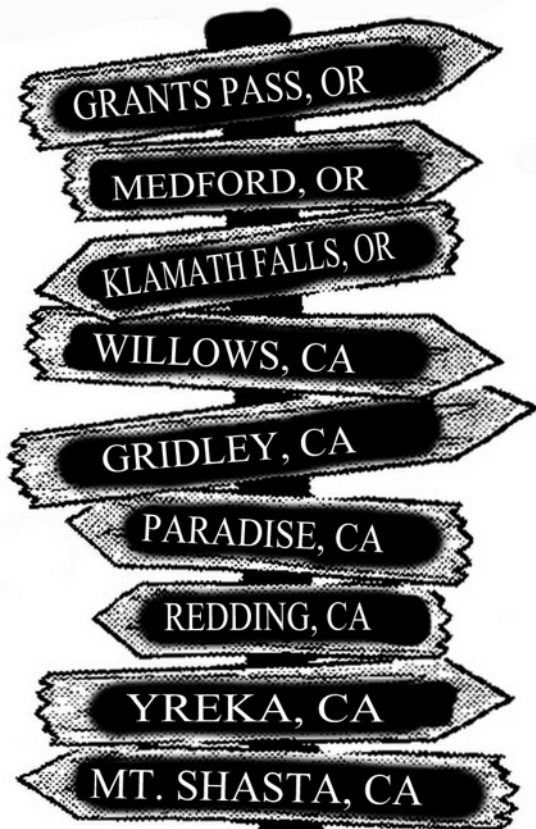 GRANTS PASS, OR
MEDFORD, OR
KLAMATH FALLS, OR
WILLOWS, CA
GRIDLEY, CA
PARADISE, CA
REDDING, CA
YREKA, CA
MT. SHASTA, CA